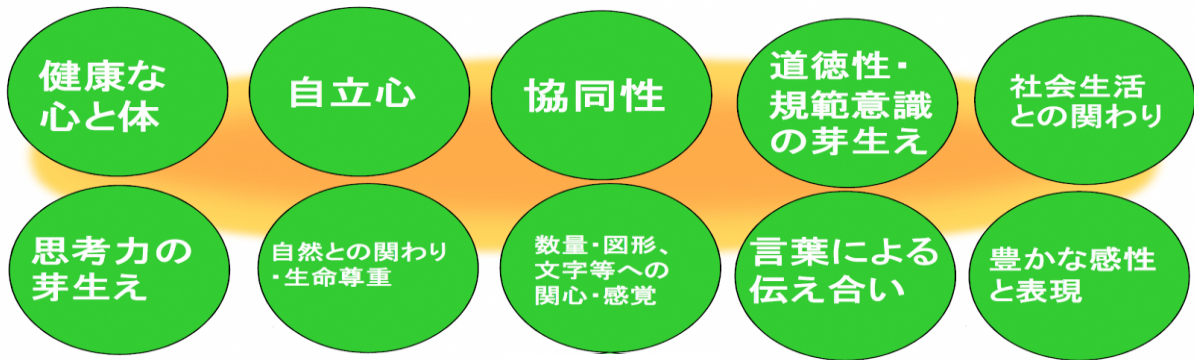 健康な
心と体
自立心
協同性
道徳性・
規範意識
の芽生え
社会生活
との関わり
思考力の
芽生え
自然との関わり
・生命尊重
数量・図形、
文字等への
関心・感覚
言葉による
伝え合い
豊かな感性
と表現